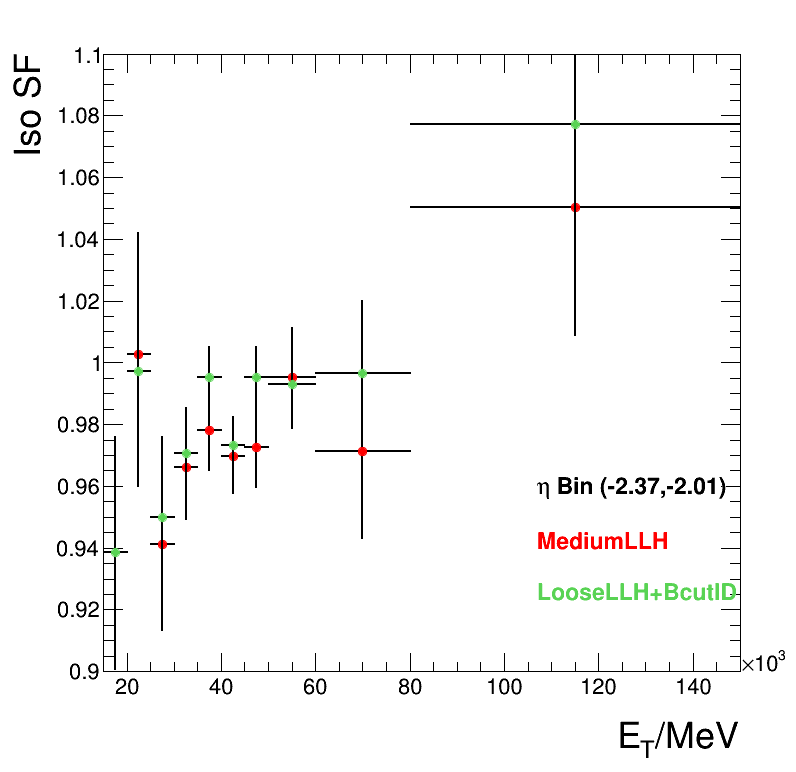 Iso SF
1.1
1.08
1.06
1.04
1.02
1
0.98
0.96
0.94
0.92
0.9
η Bin (-2.37,-2.01)
MediumLLH
LooseLLH+BcutID
20 40 60 80 100 120 140
×10³
E_T/MeV